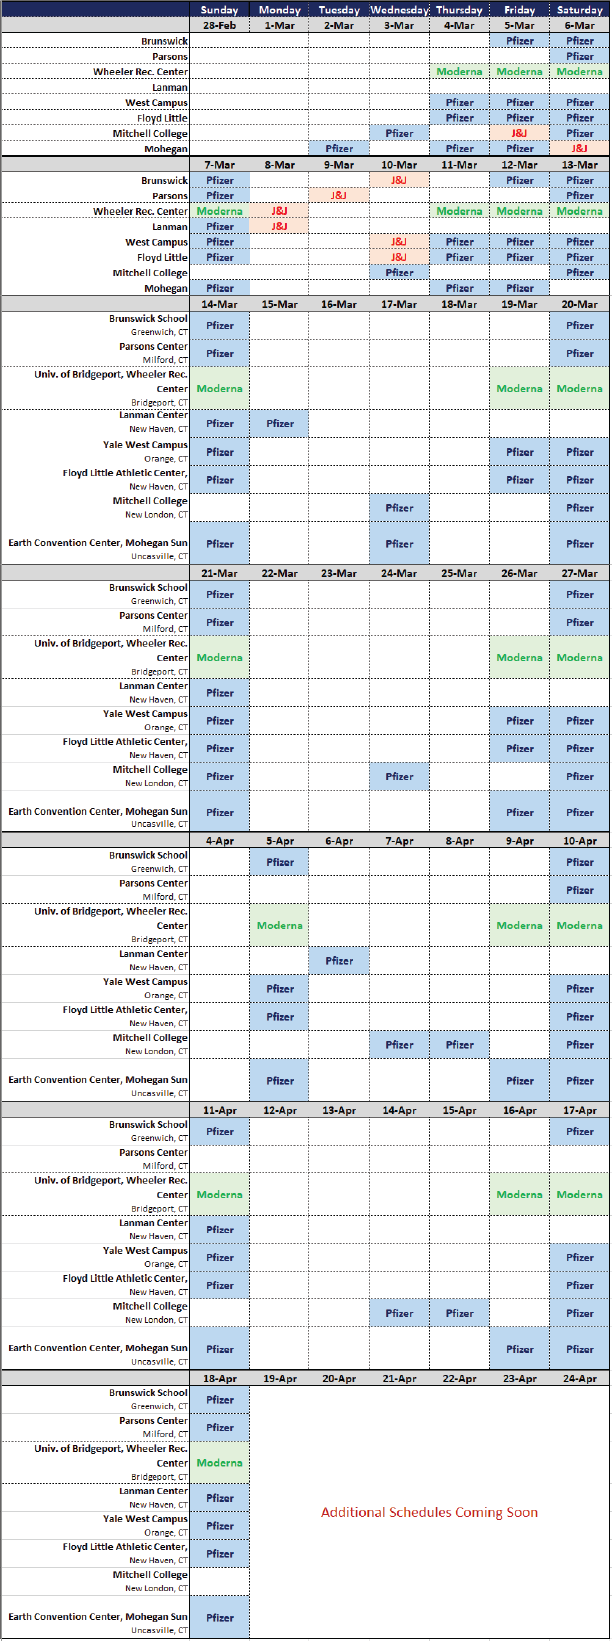 Sunday Monday Tuesday Wednesday Thursday Friday Saturday
28-Feb 1-Mar 2-Mar 3-Mar 4-Mar 5-Mar 6-Mar
Brunswick Pfizer Pfizer
Parsons Pfizer
Wheeler Rec. Center Moderna Moderna Moderna
Lanman
West Campus Pfizer Pfizer Pfizer
Floyd Little Pfizer Pfizer Pfizer
Mitchell College Pfizer J&J Pfizer
Mohegan Pfizer Pfizer Pfizer J&J
7-Mar 8-Mar 9-Mar 10-Mar 11-Mar 12-Mar 13-Mar
Brunswick Pfizer J&J Pfizer Pfizer
Parsons Pfizer J&J Pfizer
Wheeler Rec. Center Moderna J&J Moderna Moderna Moderna
Lanman Pfizer J&J
West Campus Pfizer J&J Pfizer Pfizer Pfizer
Floyd Little Pfizer J&J Pfizer Pfizer Pfizer
Mitchell College Pfizer Pfizer
Mohegan Pfizer Pfizer Pfizer
14-Mar 15-Mar 16-Mar 17-Mar 18-Mar 19-Mar 20-Mar
Brunswick School
Greenwich, CT
Pfizer Pfizer
Parsons Center
Milford, CT
Pfizer Pfizer
Univ. of Bridgeport, Wheeler Rec.
Center
Bridgeport, CT
Moderna Moderna Moderna
Lanman Center
New Haven, CT
Pfizer Pfizer
Yale West Campus
Orange, CT
Pfizer Pfizer Pfizer
Floyd Little Athletic Center,
New Haven, CT
Pfizer Pfizer Pfizer
Mitchell College
New London, CT
Pfizer Pfizer
Earth Convention Center, Mohegan Sun
Uncasville, CT
Pfizer Pfizer Pfizer
21-Mar 22-Mar 23-Mar 24-Mar 25-Mar 26-Mar 27-Mar
Brunswick School
Greenwich, CT
Pfizer Pfizer
Parsons Center
Milford, CT
Pfizer Pfizer
Univ. of Bridgeport, Wheeler Rec.
Center
Bridgeport, CT
Moderna Moderna Moderna
Lanman Center
New Haven, CT
Pfizer
Yale West Campus
Orange, CT
Pfizer Pfizer Pfizer
Floyd Little Athletic Center,
New Haven, CT
Pfizer Pfizer Pfizer
Mitchell College
New London, CT
Pfizer Pfizer Pfizer
Earth Convention Center, Mohegan Sun
Uncasville, CT
Pfizer Pfizer Pfizer
4-Apr 5-Apr 6-Apr 7-Apr 8-Apr 9-Apr 10-Apr
Brunswick School
Greenwich, CT
Pfizer Pfizer
Parsons Center
Milford, CT
Pfizer
Univ. of Bridgeport, Wheeler Rec.
Center
Bridgeport, CT
Moderna Moderna Moderna
Lanman Center
New Haven, CT
Pfizer
Yale West Campus
Orange, CT
Pfizer Pfizer
Floyd Little Athletic Center,
New Haven, CT
Pfizer Pfizer
Mitchell College
New London, CT
Pfizer Pfizer Pfizer
Earth Convention Center, Mohegan Sun
Uncasville, CT
Pfizer Pfizer Pfizer
11-Apr 12-Apr 13-Apr 14-Apr 15-Apr 16-Apr 17-Apr
Brunswick School
Greenwich, CT
Pfizer Pfizer
Parsons Center
Milford, CT
Univ. of Bridgeport, Wheeler Rec.
Center
Bridgeport, CT
Moderna Moderna Moderna
Lanman Center
New Haven, CT
Pfizer
Yale West Campus
Orange, CT
Pfizer Pfizer
Floyd Little Athletic Center,
New Haven, CT
Pfizer Pfizer
Mitchell College
New London, CT
Pfizer Pfizer Pfizer
Earth Convention Center, Mohegan Sun
Uncasville, CT
Pfizer Pfizer Pfizer
18-Apr 19-Apr 20-Apr 21-Apr 22-Apr 23-Apr 24-Apr
Brunswick School
Greenwich, CT
Pfizer
Parsons Center
Milford, CT
Pfizer
Univ. of Bridgeport, Wheeler Rec.
Center
Bridgeport, CT
Moderna
Lanman Center
New Haven, CT
Pfizer
Additional Schedules Coming Soon
Yale West Campus
Orange, CT
Pfizer
Floyd Little Athletic Center,
New Haven, CT
Pfizer
Mitchell College
New London, CT
Earth Convention Center, Mohegan Sun
Uncasville, CT
Pfizer